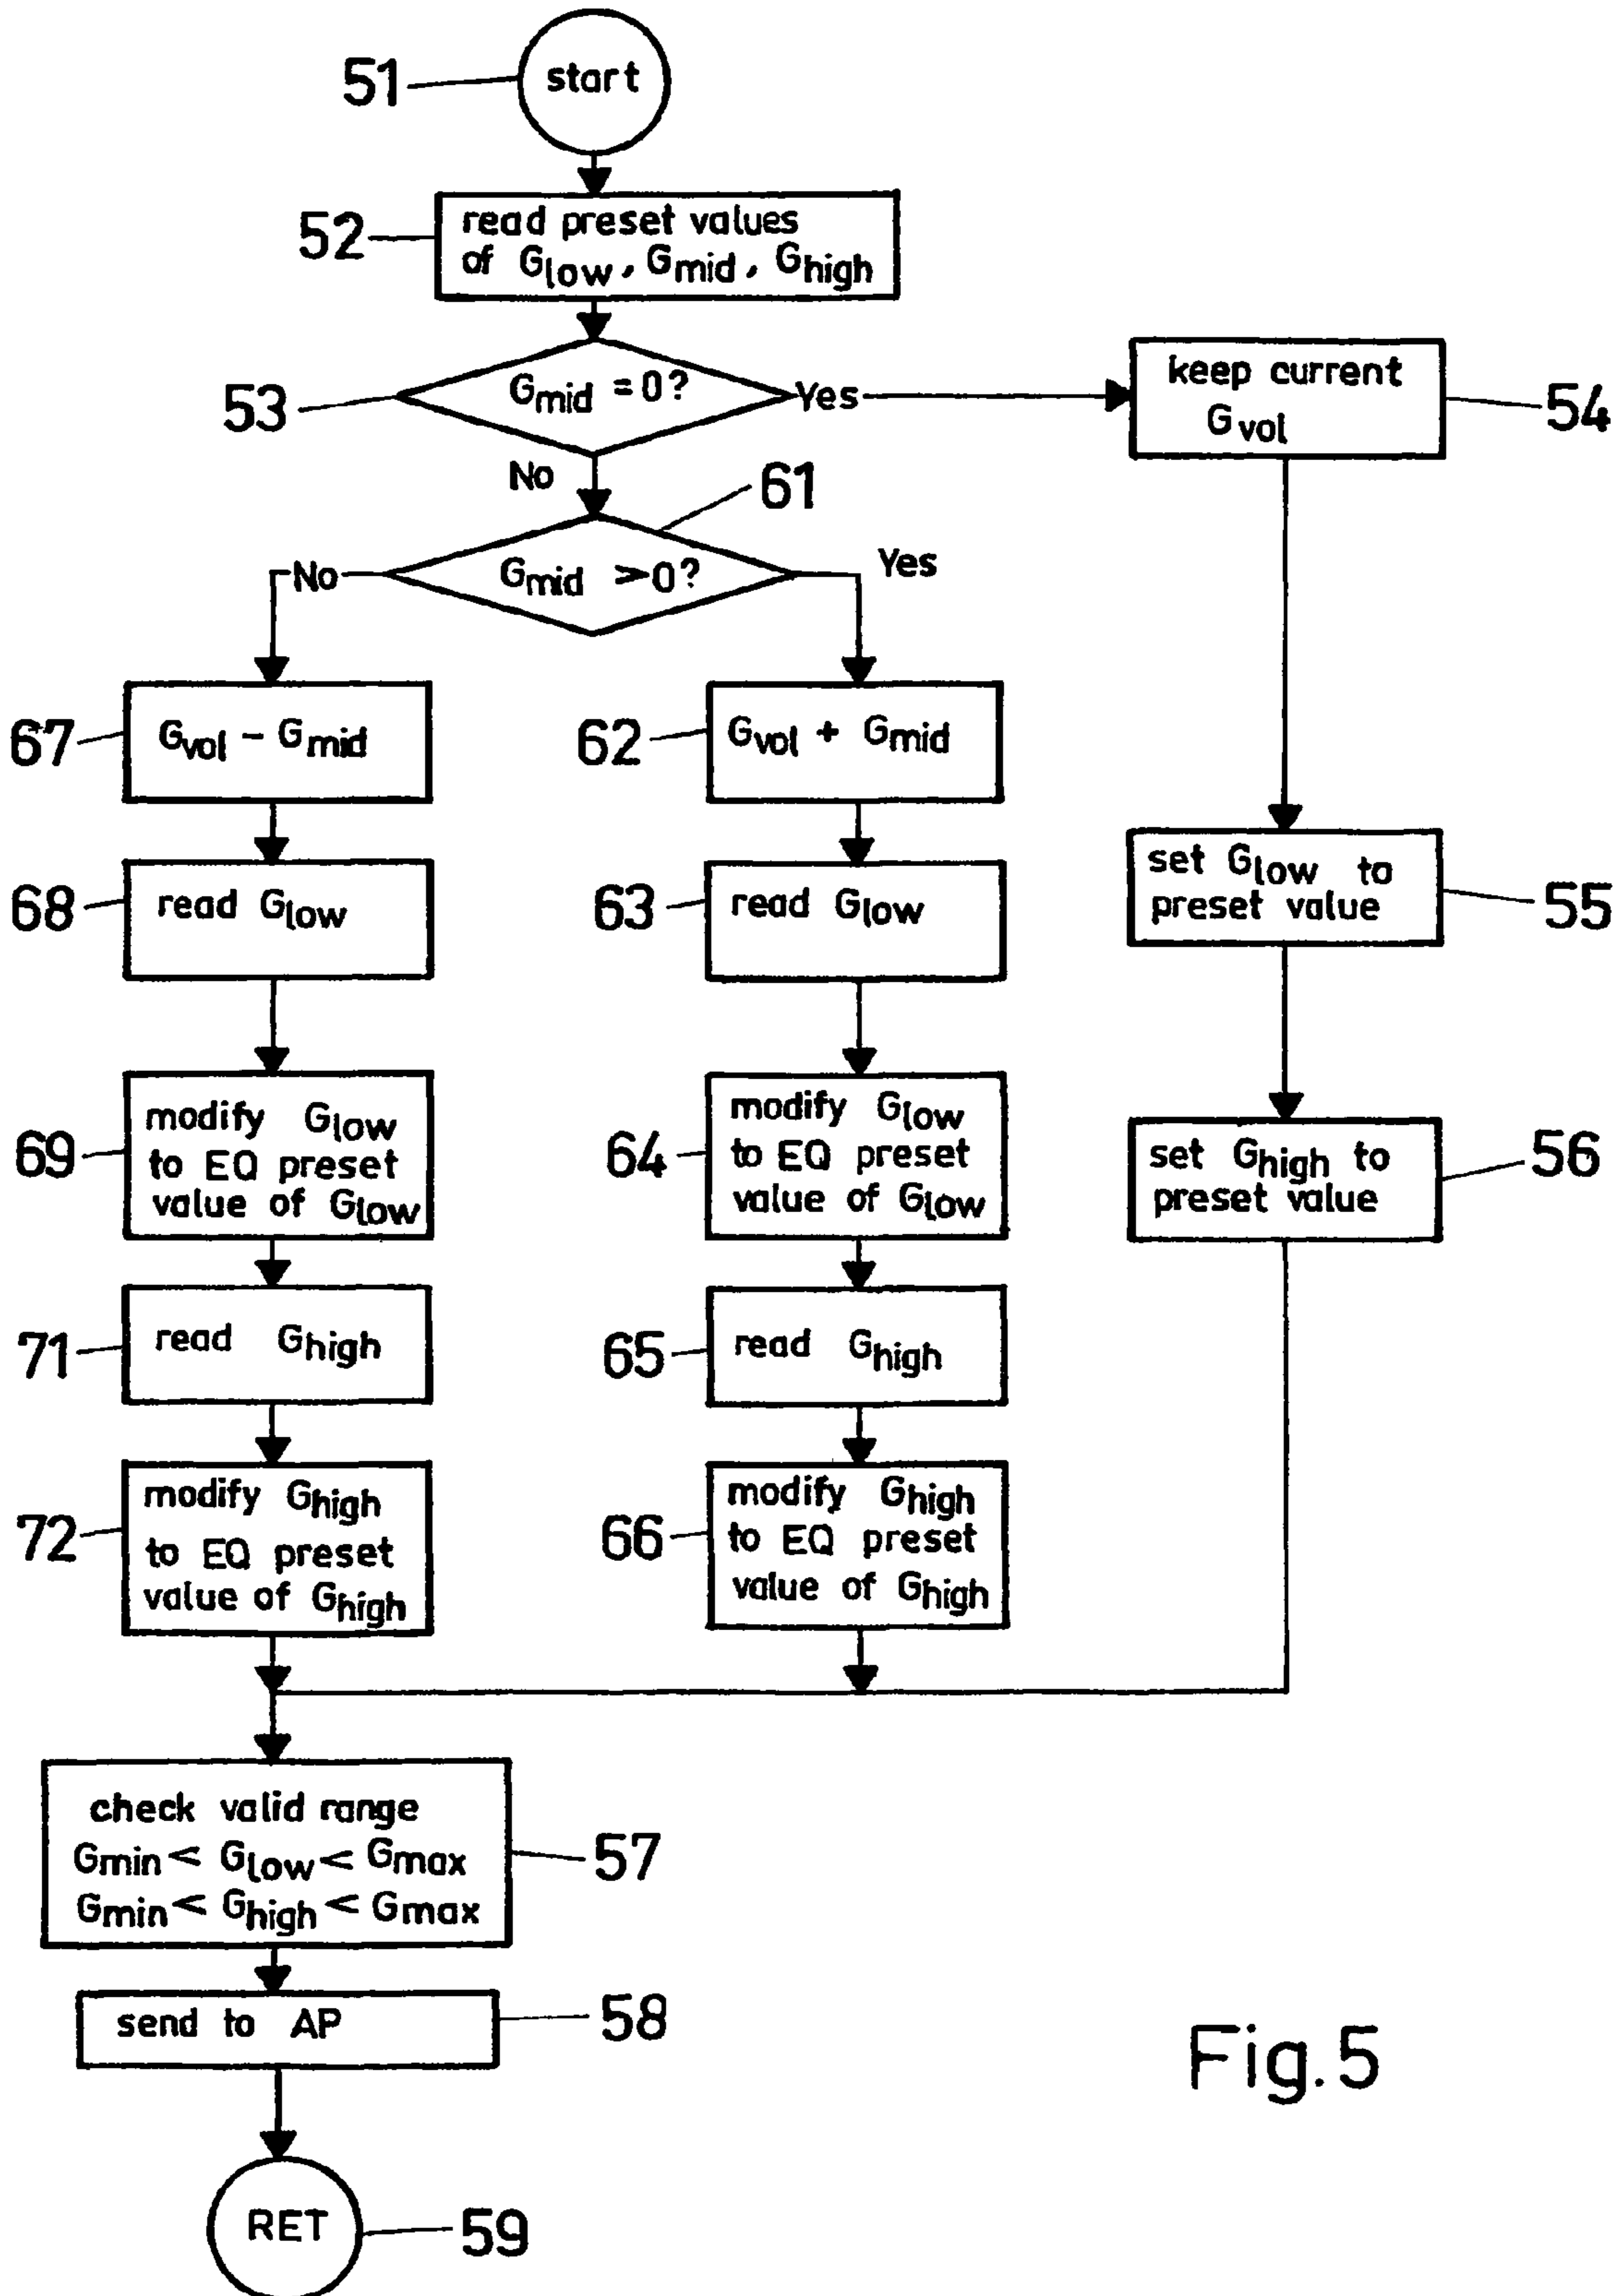 51
start
52
read preset values
of Glow, Gmid, Ghigh
53
Gmid = 0?
Yes
keep current
Gvol
54
No
61
Gmid >0?
No
Yes
67
Gvol - Gmid
62
Gvol + Gmid
set Glow to
preset value
55
68
read Glow
63
read Glow
69
modify Glow
to EQ preset
value of Glow
64
modify Glow
to EQ preset
value of Glow
set Ghigh to
preset value
56
71
read Ghigh
65
read Ghigh
72
modify Ghigh
to EQ preset
value of Ghigh
66
modify Ghigh
to EQ preset
value of Ghigh
check valid range
Gmin < Glow < Gmax
Gmin < Ghigh < Gmax
57
send to AP
58
RET
59
Fig.5